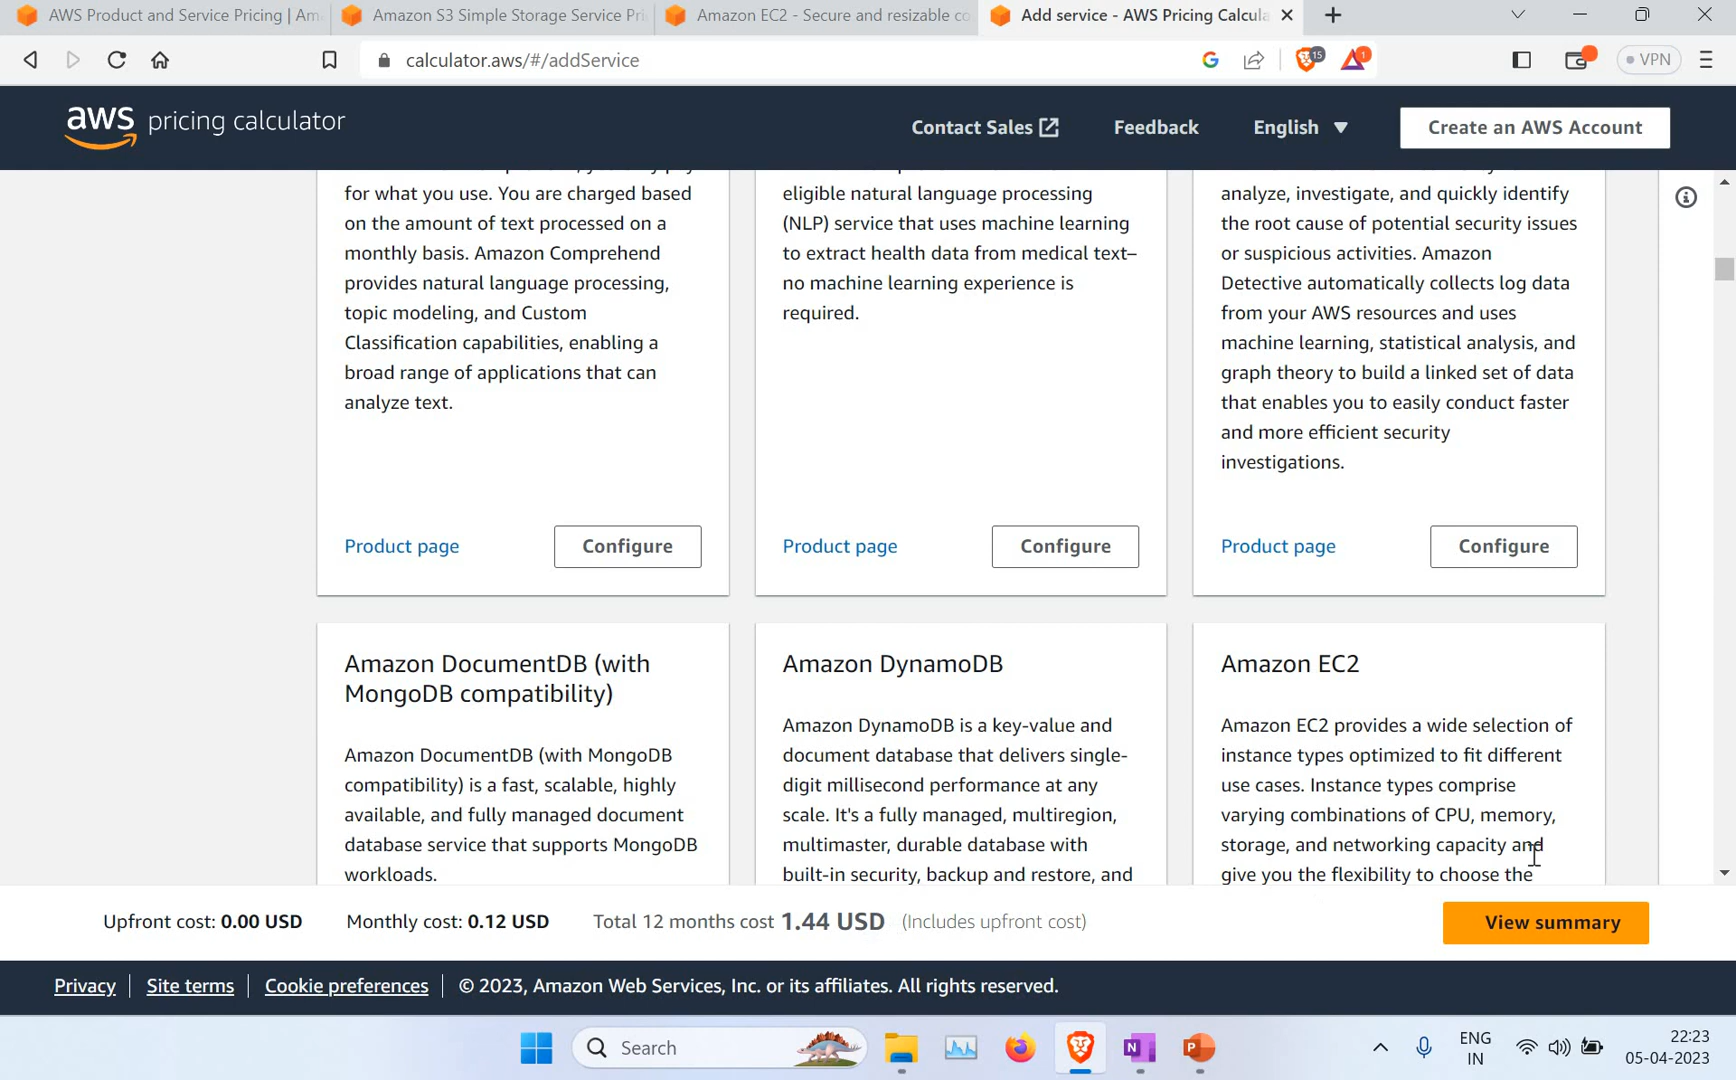 AWS Product and Service Pricing | Am
Amazon S3 Simple Storage Service Pri
Amazon EC2 - Secure and resizable co
Add service - AWS Pricing Calcula
calculator.aws/#/addService
15
1
VPN
aws pricing calculator
Contact Sales
Feedback
English
Create an AWS Account
for what you use. You are charged based
on the amount of text processed on a
monthly basis. Amazon Comprehend
provides natural language processing,
topic modeling, and Custom
Classification capabilities, enabling a
broad range of applications that can
analyze text.
Product page
Configure
eligible natural language processing
(NLP) service that uses machine learning
to extract health data from medical text–
no machine learning experience is
required.
Product page
Configure
analyze, investigate, and quickly identify
the root cause of potential security issues
or suspicious activities. Amazon
Detective automatically collects log data
from your AWS resources and uses
machine learning, statistical analysis, and
graph theory to build a linked set of data
that enables you to easily conduct faster
and more efficient security
investigations.
Product page
Configure
Amazon DocumentDB (with
MongoDB compatibility)
Amazon DocumentDB (with MongoDB
compatibility) is a fast, scalable, highly
available, and fully managed document
database service that supports MongoDB
workloads.
Amazon DynamoDB
Amazon DynamoDB is a key-value and
document database that delivers single-
digit millisecond performance at any
scale. It's a fully managed, multiregion,
multimaster, durable database with
built-in security, backup and restore, and
Amazon EC2
Amazon EC2 provides a wide selection of
instance types optimized to fit different
use cases. Instance types comprise
varying combinations of CPU, memory,
storage, and networking capacity and
give you the flexibility to choose the
Upfront cost: 0.00 USD
Monthly cost: 0.12 USD
Total 12 months cost 1.44 USD (Includes upfront cost)
View summary
Privacy
Site terms
Cookie preferences
© 2023, Amazon Web Services, Inc. or its affiliates. All rights reserved.
Search
N
P
ENG
IN
22:23
05-04-2023